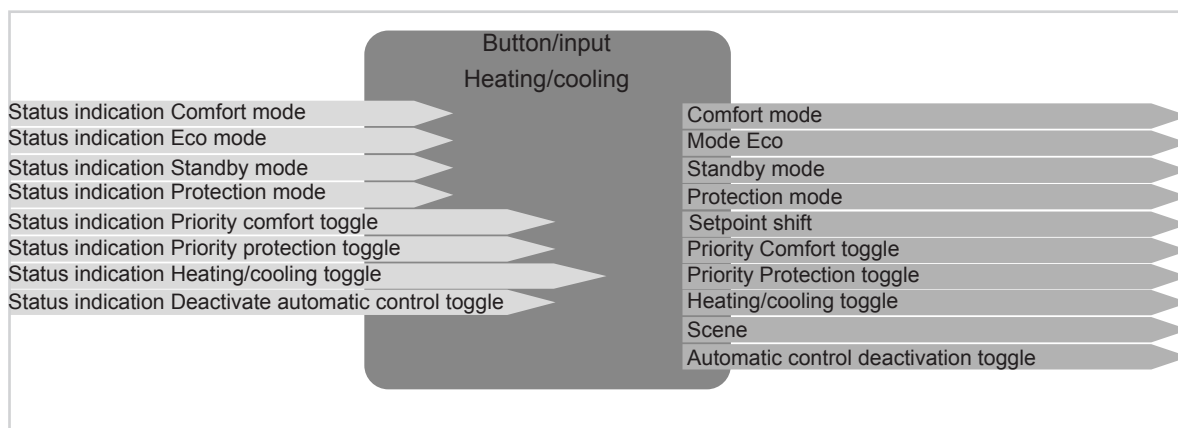 Button/input
Heating/cooling
Status indication Comfort mode
Status indication Eco mode
Status indication Standby mode
Status indication Protection mode
Status indication Priority comfort toggle
Status indication Priority protection toggle
Status indication Heating/cooling toggle
Status indication Deactivate automatic control toggle
Comfort mode
Mode Eco
Standby mode
Protection mode
Setpoint shift
Priority Comfort toggle
Priority Protection toggle
Heating/cooling toggle
Scene
Automatic control deactivation toggle